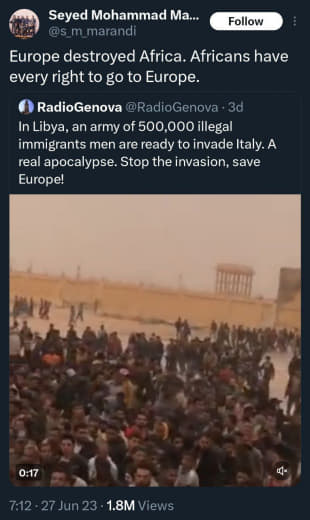 Seyed Mohammad Ma...
@s_m_marandi
Follow
Europe destroyed Africa. Africans have
every right to go to Europe.
RadioGenova @RadioGenova · 3d
In Libya, an army of 500,000 illegal
immigrants men are ready to invade Italy. A
real apocalypse. Stop the invasion, save
Europe!
0:17
7:12 · 27 Jun 23 · 1.8M Views